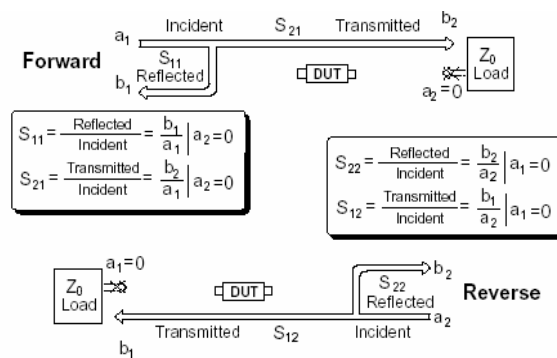 Incident S21 Transmitted b2
a1
Forward
S11
Reflected
b1
DUT
Z0
Load
a2=0
S11 = Reflected / Incident = b1 / a1 | a2=0
S21 = Transmitted / Incident = b2 / a1 | a2=0
S22 = Reflected / Incident = b2 / a2 | a1=0
S12 = Transmitted / Incident = b1 / a2 | a1=0
a1=0
Z0
Load
DUT
b2
S22
Reflected
Reverse
a2
b1 Transmitted S12 Incident